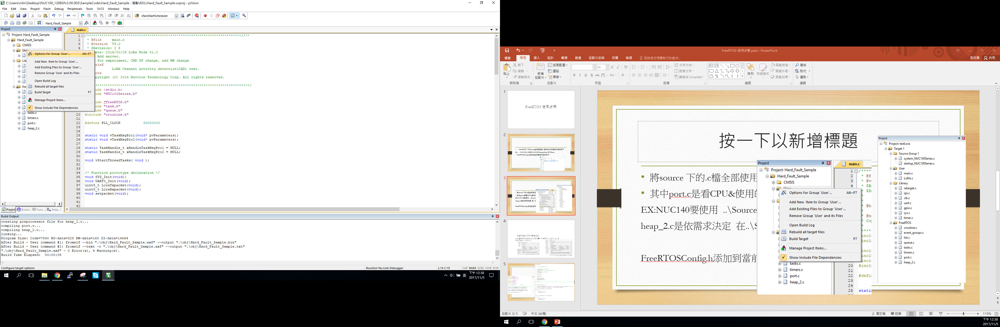 C:\Users\mlin\Desktop\NUC100_120BSPv3.00.002\SampleCode\Hard_Fault_Sample - 複製\KEIL\Hard_Fault_Sample.uvproj - µVision
File Edit View Project Flash Debug Peripherals Tools SVCS Window Help
vTaskStartScheduler
Hard_Fault_Sample
Project
Project: Hard_Fault_Sample
Hard_Fault_Sample
CMSIS
Options for Group 'User'... Alt+F7
Add New Item to Group 'User'...
Add Existing Files to Group 'User'...
Remove Group 'User' and its Files
Open Build Log
Rebuild all target files
Build Target F7
Manage Project Items...
Show Include File Dependencies
tasks.c
timers.c
port.c
heap_2.c
Project Books Func... Temp...
main.c
1 /**************************************************************************//**
2 * @file main.c
3 * @version V3.0
4 * $Revision: 2 $
ate: 2016/02/29 LoRa Node v1.2
Add server.
for experiment, CMD SF change, add BW change
rief
LoRA Channel activity detection(CAD) test.
ote
opyright (C) 2014 Nuvoton Technology Corp. All rights reserved.
ude <stdio.h>
ude "NUC100Series.h"
ude "FreeRTOS.h"
ude "task.h"
ude "queue.h"
20 #include "croutine.h"
21
22 #define PLL_CLOCK 50000000
23
24
25 static void vTaskMsgPro1(void* pvParameters);
26 static void vTaskMsgPro2(void* pvParameters);
27
28 static TaskHandle_t xHandleTaskMsgPro1 = NULL;
29 static TaskHandle_t xHandleTaskMsgPro2 = NULL;
30
31 void vStartThreadTasks( void );
32
33
34 /* Function prototype declaration */
35 void SYS_Init(void);
36 void UART0_Init(void);
37 uint8_t LoraTxpacket(void);
38 uint8_t LoraRxpacket(void);
39 void setpacket(void);
40
41
42
Build Output
creating preprocessor file for heap_2.c...
compiling port.c...
compiling heap_2.c...
linking...
Program Size: Code=7840 RO-data=328 RW-data=160 ZI-data=14664
After Build - User command #1: fromelf --bin ".\obj\Hard_Fault_Sample.axf" --output ".\obj\Hard_Fault_Sample.bin"
After Build - User command #2: fromelf --text -c ".\obj\Hard_Fault_Sample.axf" --output ".\obj\Hard_Fault_Sample.txt"
".\obj\Hard_Fault_Sample.axf" - 0 Error(s), 4 Warning(s).
Build Time Elapsed: 00:00:05
Configure target options Nuvoton Nu-Link Debugger L:14 C:19 CAP NUM SCRL OVR R/W
英 下午 12:38
2017/11/5
FreeRTOS-使用步驟.pptx - PowerPoint
檔案 常用 插入 設計 轉場 動畫 投影片放映 校閱 檢視 告訴我您想要執行的動作... 共用
貼上 剪下 複製 複製格式 剪貼簿
新增投影片 版面配置 重設 章節 投影片
24 字型
文字方向 對齊文字 轉換成 SmartArt 段落
排列 快速樣式 圖案填滿 圖案外框 圖案效果 繪圖
尋找 取代 選取 編輯
1
FreeRTOS 使用步驟
2
3
4
5
按一下以新增標題
將source 下的.c檔全部使用
其中port.c是看CPU&使用的
EX:NUC140要使用 ..\Source
heap_2.c是依需求決定 在..\S
FreeRTOSConfig.h添加到當前
Project
Project: Hard_Fault_Sample
Hard_Fault_Sample
CMSIS
Options for Group 'User'... Alt+F7
Add New Item to Group 'User'...
Add Existing Files to Group 'User'...
Remove Group 'User' and its Files
Open Build Log
Rebuild all target files
Build Target F7
Manage Project Items...
Show Include File Dependencies
tasks.c
timers.c
port.c
heap_2.c
main.c
1 /****
2 * @f
3 * @v
4 * $R
* $D
* @b
* @n
* Co
20 #incl
21
22 #defi
23
24
25 stati
Project
Project: testLora
Target 1
Source Group 1
system_NUC100Series.c
startup_NUC100Series.s
User
main.c
LoRA.c
Library
retarget.c
spi.c
clk.c
uart.c
gpio.c
sys.c
timer.c
FreeRTOS
croutine.c
event_groups.c
list.c
queue.c
tasks.c
timers.c
port.c
heap_2.c
投影片 3/5 中文 (台灣) 備忘稿 註解 115%
下午 12:38
2017/11/5